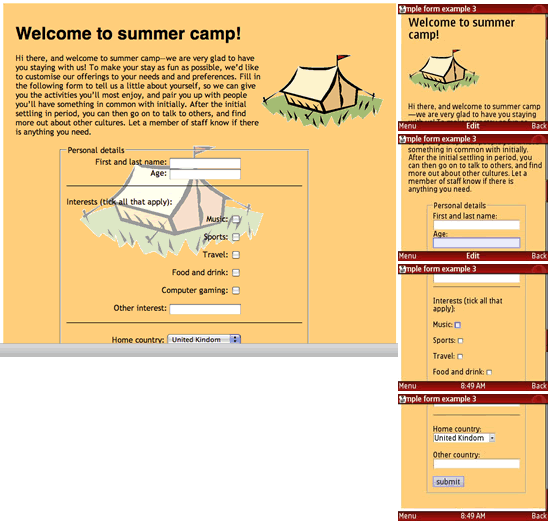 Welcome to summer camp!
Hi there, and welcome to summer camp—we are very glad to have
you staying with us! To make your stay as fun as possible, we'd like
to customise our offerings to your needs and and preferences. Fill in
the following form to tell us a little about yourself, so we can give
you the activities you'll most enjoy, and pair you up with people
you'll have something in common with initially. After the initial
settling in period, you can then go on to talk to others, and find
more out about other cultures. Let a member of staff know if there
is anything you need.
Personal details
First and last name:
Age:
Interests (tick all that apply):
Music:
Sports:
Travel:
Food and drink:
Computer gaming:
Other interest:
Home country: United Kindom
mple form example 3
Welcome to summer
camp!
Hi there, and welcome to summer camp
—we are very glad to have you staying
Menu Edit Back
mple form example 3
something in common with initially.
After the initial settling in period, you
can then go on to talk to others, and find
more out about other cultures. Let a
member of staff know if there is
anything you need.
Personal details
First and last name:
Age:
Menu Edit Back
mple form example 3
Interests (tick all that
apply):
Music:
Sports:
Travel:
Food and drink:
Menu 8:49 AM Back
mple form example 3
Home country:
United Kindom
Other country:
submit
Menu 8:49 AM Back